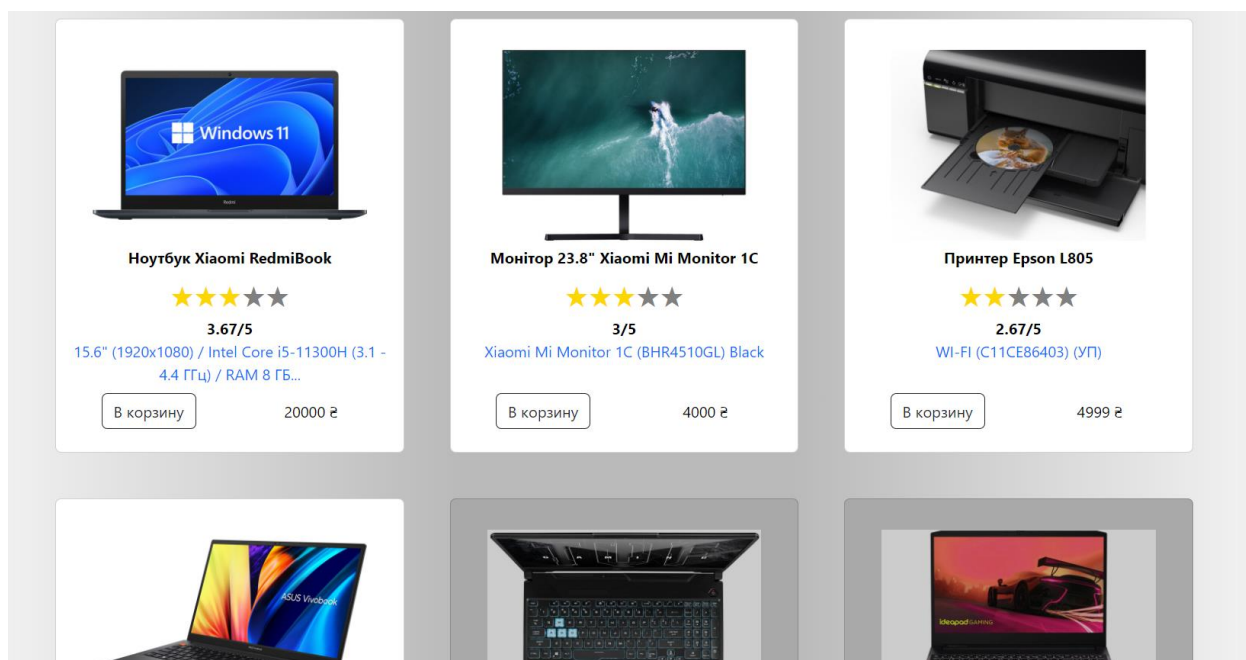 Windows 11
Redmi
Ноутбук Xiaomi RedmiBook
3.67/5
15.6" (1920x1080) / Intel Core i5-11300H (3.1 -
4.4 ГГц) / RAM 8 ГБ...
В корзину
20000 ₴
Монітор 23.8" Xiaomi Mi Monitor 1C
3/5
Xiaomi Mi Monitor 1C (BHR4510GL) Black
В корзину
4000 ₴
Принтер Epson L805
2.67/5
WI-FI (C11CE86403) (УП)
В корзину
4999 ₴
ASUS Vivobook
ideapad GAMING